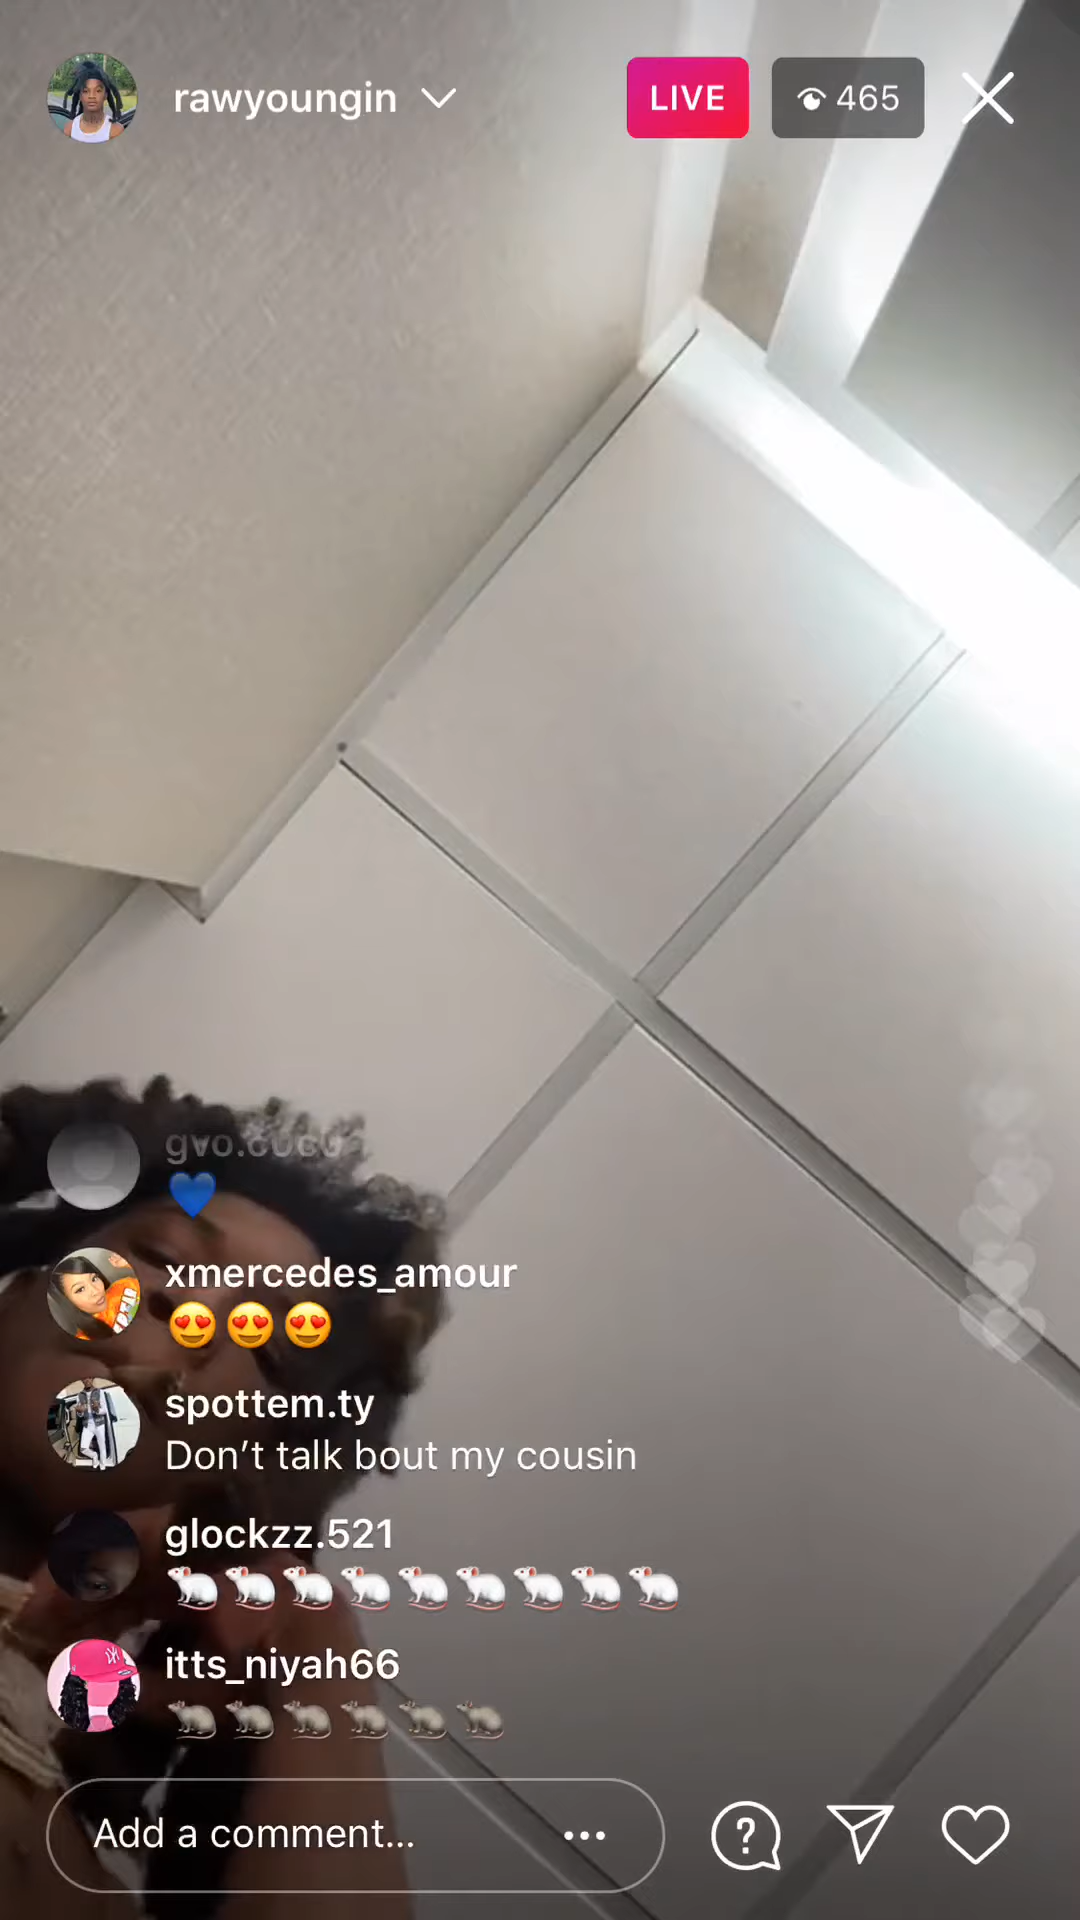 rawyoungin
LIVE
465
xmercedes_amour
😍😍😍
spottem.ty
Don’t talk bout my cousin
glockzz.521
🐁🐁🐁🐁🐁🐁🐁🐁🐁
itts_niyah66
🐀🐀🐀🐀🐀🐀
Add a comment...